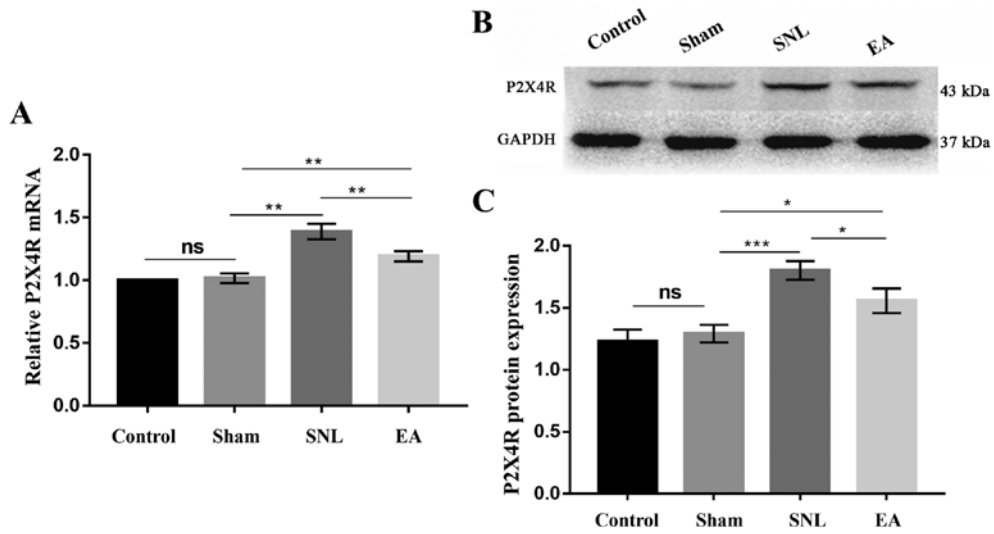 A
Relative P2X4R mRNA
2.0
1.5
1.0
0.5
0.0
ns
**
**
**
Control Sham SNL EA
B
Control Sham SNL EA
P2X4R 43 kDa
GAPDH 37 kDa
C
P2X4R protein expression
2.0
1.5
1.0
0.5
0.0
ns
***
*
*
Control Sham SNL EA